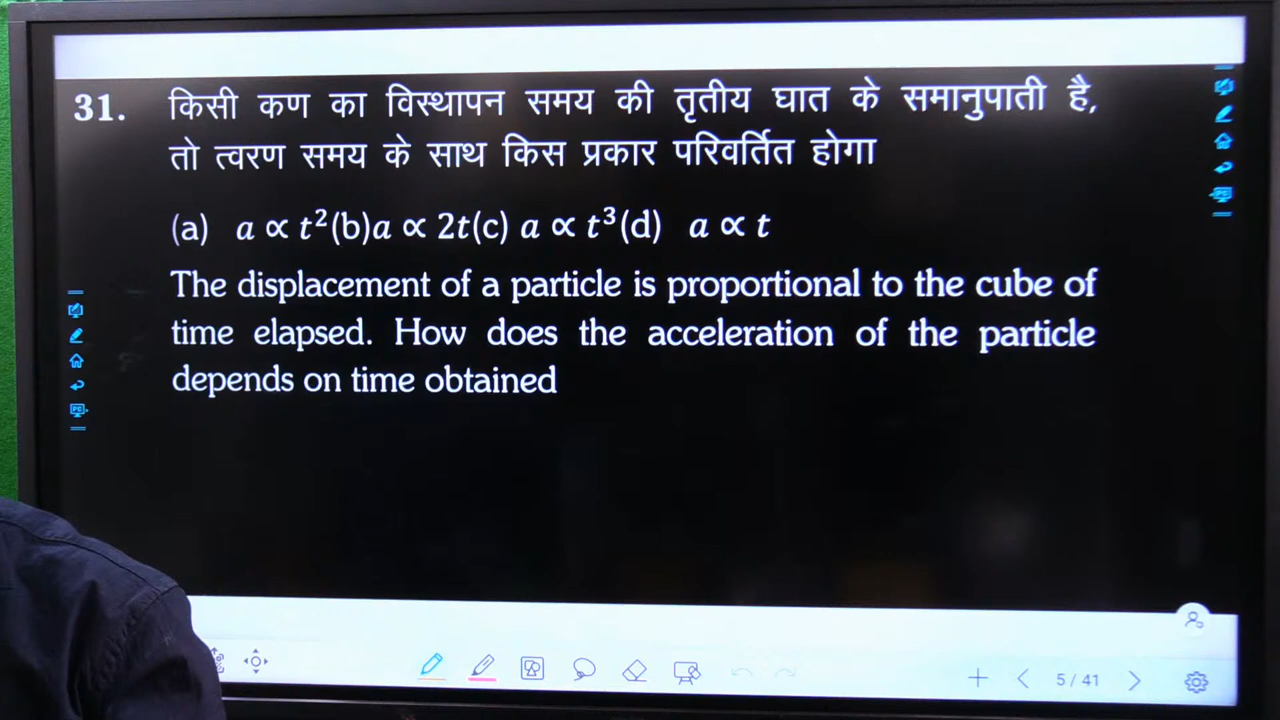 31. किसी कण का विस्थापन समय की तृतीय घात के समानुपाती है,
तो त्वरण समय के साथ किस प्रकार परिवर्तित होगा
(a) a ∝ t²(b)a ∝ 2t(c) a ∝ t³(d) a ∝ t
The displacement of a particle is proportional to the cube of
time elapsed. How does the acceleration of the particle
depends on time obtained
PC
PC
5 / 41